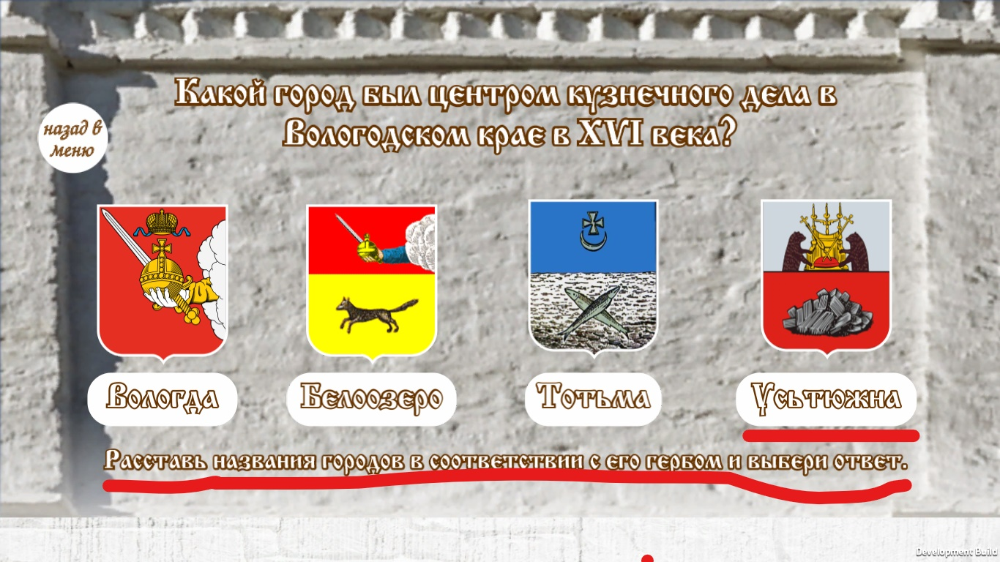 Какой город был центром кузнечного дела в
Вологодском крае в XVI века?
назад в
меню
Вологда
Белоозеро
Тотьма
Усьтюжна
Расставь названия городов в соответствии с его гербом и выбери ответ.
Development Build